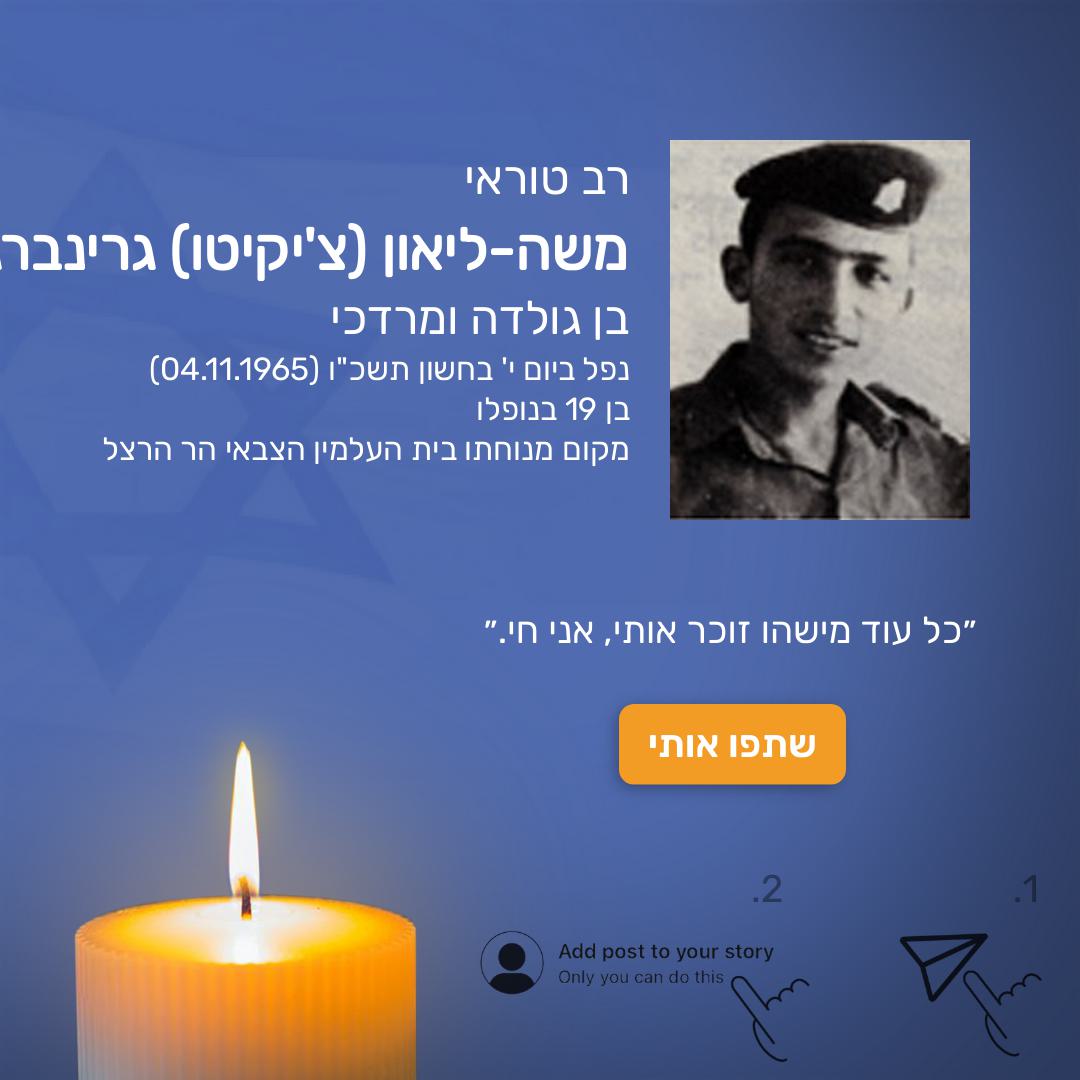 רב טוראי
משה-ליאון (צ'יקיטו) גרינברג
בן גולדה ומרדכי
נפל ביום י' בחשון תשכ"ו (04.11.1965)
בן 19 בנופלו
מקום מנוחתו בית העלמין הצבאי הר הרצל
״כל עוד מישהו זוכר אותי, אני חי.״
שתפו אותי
1.
2.
Add post to your story
Only you can do this